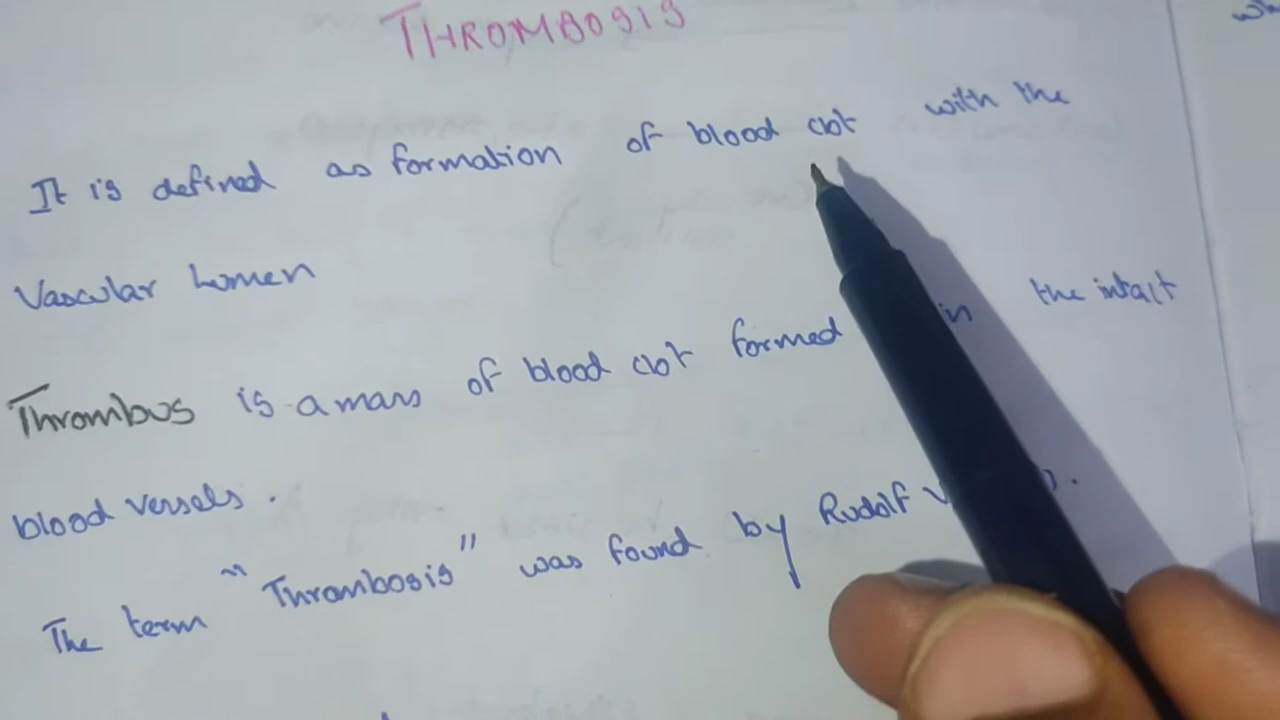 THROMBOSIS
It is defined as formation of blood clot with the
Vascular lumen
Thrombus is a mass of blood clot formed in the intact
blood vessels.
The term "Thrombosis" was found by Rudolf